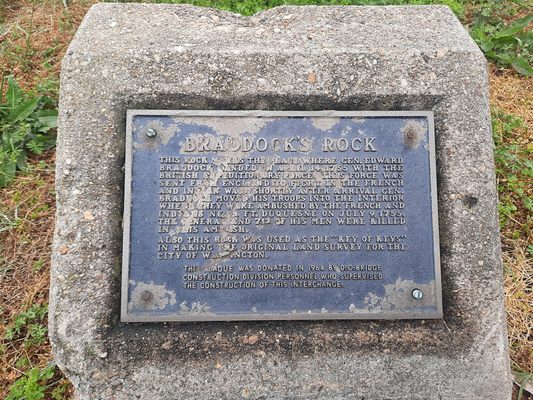 BRADDOCK'S ROCK
THIS ROCK MARKS THE PLACE WHERE GEN. EDWARD
BRADDOCK LANDED ON APRIL 14, 1755 WITH THE
BRITISH EXPEDITIONARY FORCE. THIS FORCE WAS
SENT FROM ENGLAND TO FIGHT IN THE FRENCH
AND INDIAN WAR. SHORTLY AFTER ARRIVAL GEN.
BRADDOCK MOVED HIS TROOPS INTO THE INTERIOR
WHERE THEY WERE AMBUSHED BY THE FRENCH AND
INDIANS NEAR FT. DUQUESNE ON JULY 9, 1755.
THE GENERAL AND OF HIS MEN WERE KILLED
IN THIS AMBUSH.
ALSO THIS ROCK WAS USED AS THE "KEY OF KEYS"
IN MAKING THE ORIGINAL LAND SURVEY FOR THE
CITY OF WASHINGTON.
THIS PLAQUE WAS DONATED IN 1964 BY D.C. BRIDGE
CONSTRUCTION DIVISION PERSONNEL WHO SUPERVISED
THE CONSTRUCTION OF THIS INTERCHANGE.